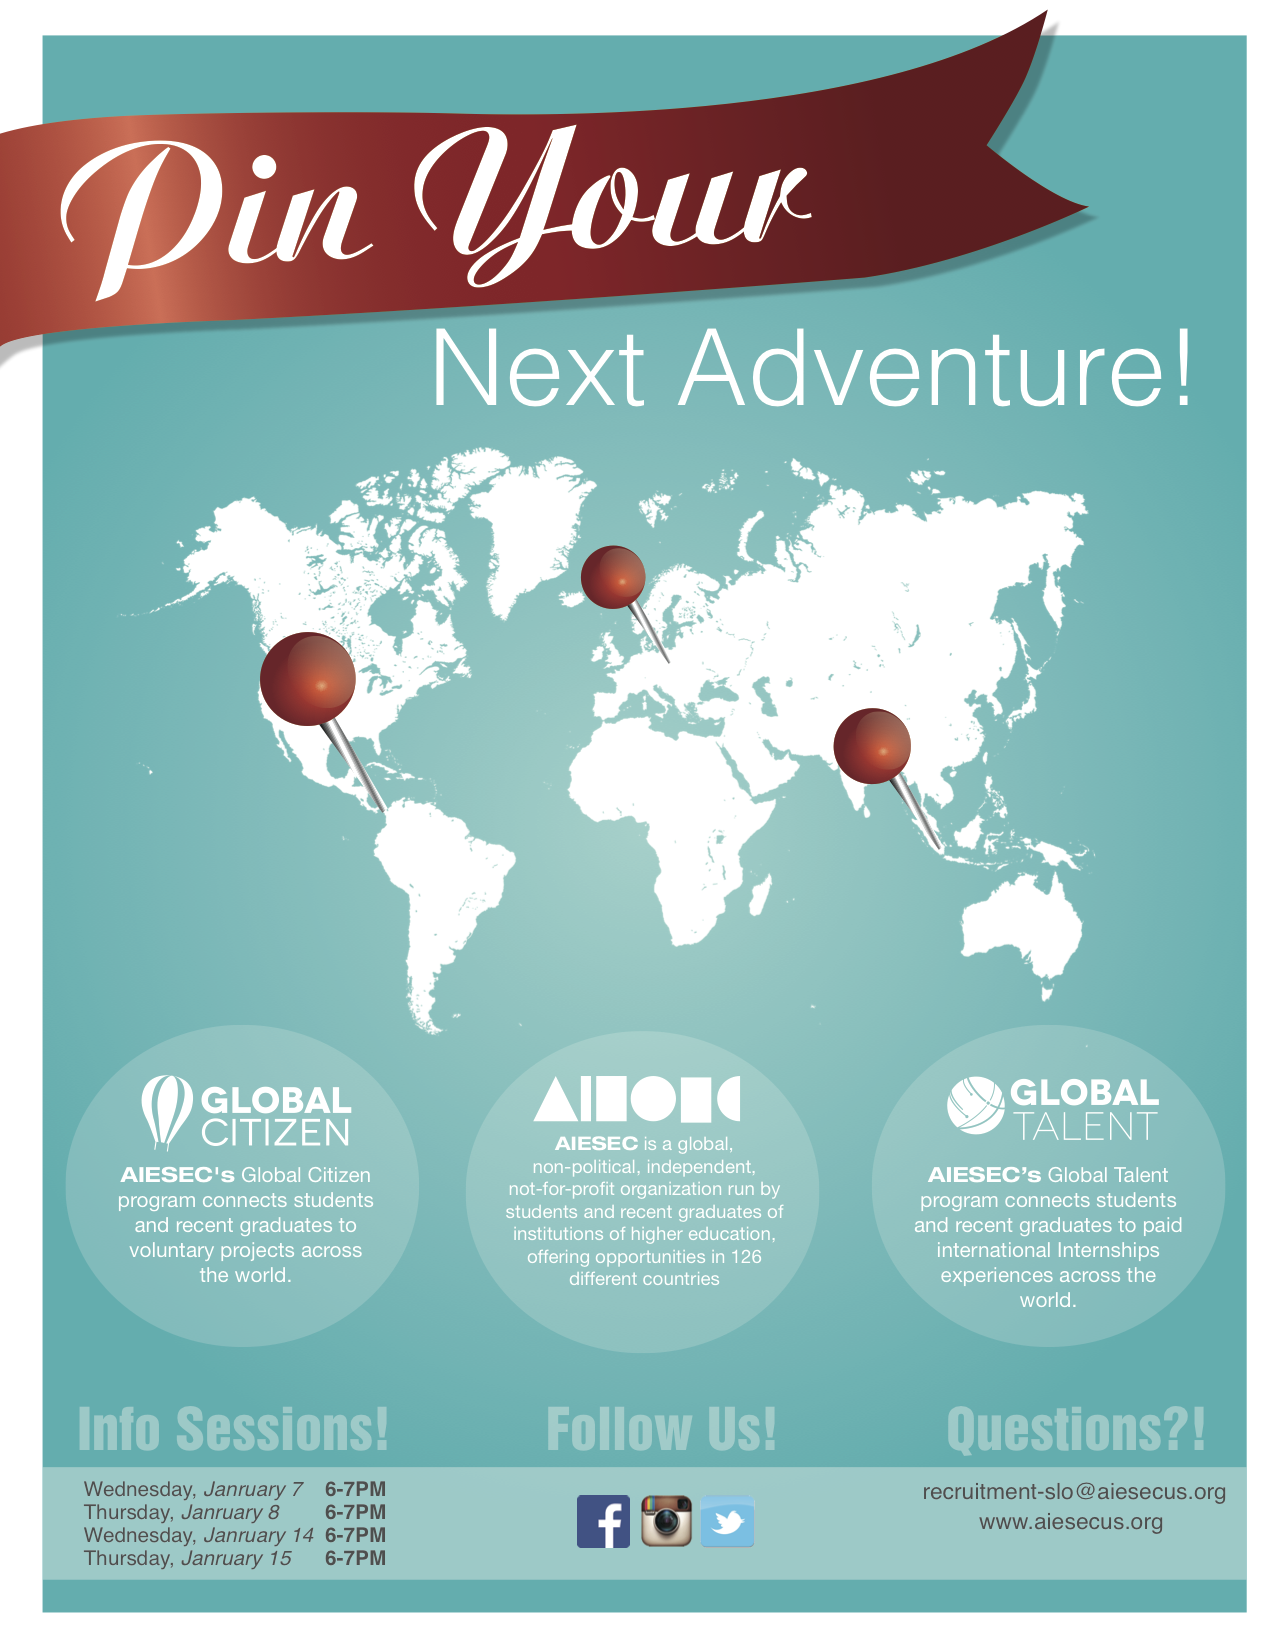 Pin Your
Next Adventure!
GLOBAL
CITIZEN
AIESEC's Global Citizen
program connects students
and recent graduates to
voluntary projects across
the world.
AIESEC
AIESEC is a global,
non-political, independent,
not-for-profit organization run by
students and recent graduates of
institutions of higher education,
offering opportunities in 126
different countries
GLOBAL
TALENT
AIESEC’s Global Talent
program connects students
and recent graduates to paid
international Internships
experiences across the
world.
Info Sessions!
Wednesday, Janruary 7 6-7PM
Thursday, Janruary 8 6-7PM
Wednesday, Janruary 14 6-7PM
Thursday, Janruary 15 6-7PM
Follow Us!
Questions?!
recruitment-slo@aiesecus.org
www.aiesecus.org